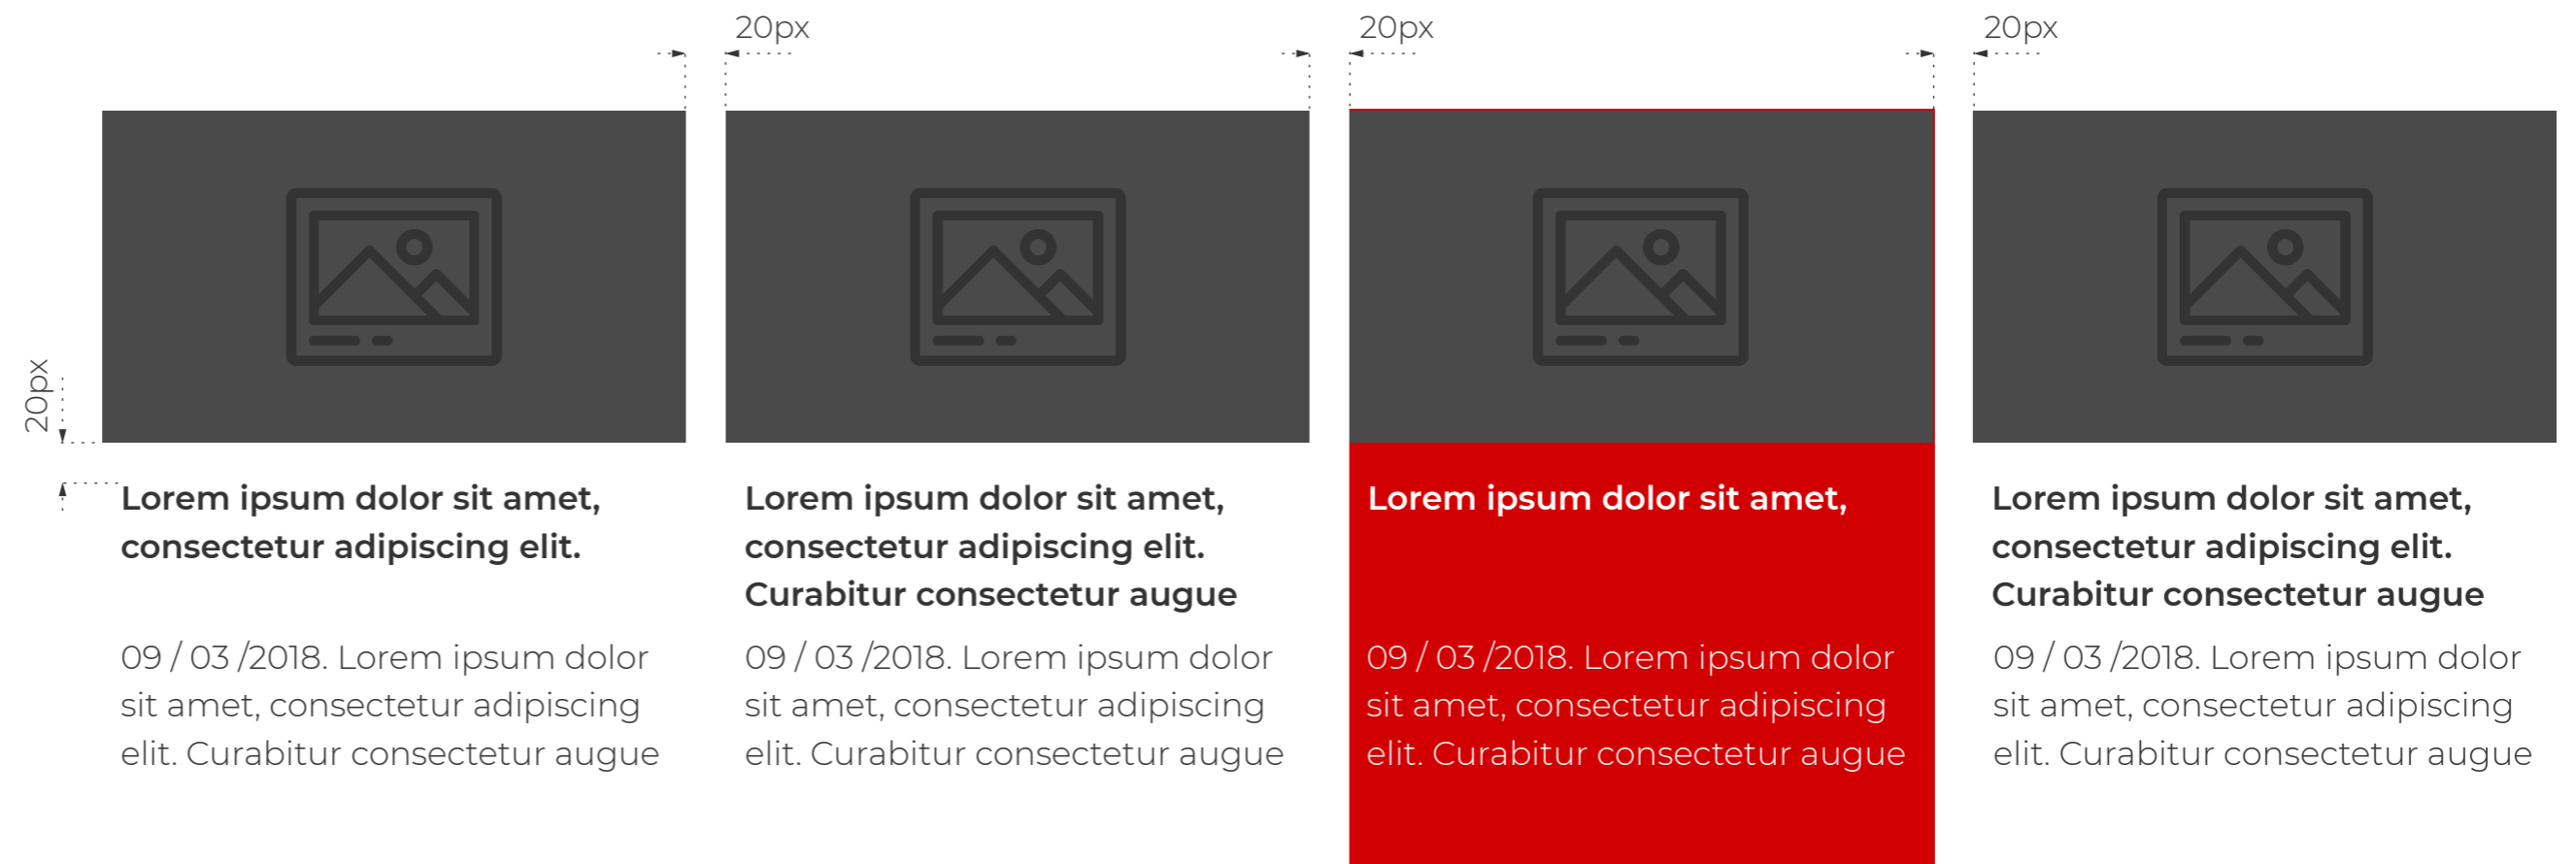 20px
20px
20px
20px
Lorem ipsum dolor sit amet,
consectetur adipiscing elit.
09 / 03 /2018. Lorem ipsum dolor
sit amet, consectetur adipiscing
elit. Curabitur consectetur augue
Lorem ipsum dolor sit amet,
consectetur adipiscing elit.
Curabitur consectetur augue
09 / 03 /2018. Lorem ipsum dolor
sit amet, consectetur adipiscing
elit. Curabitur consectetur augue
Lorem ipsum dolor sit amet,
09 / 03 /2018. Lorem ipsum dolor
sit amet, consectetur adipiscing
elit. Curabitur consectetur augue
Lorem ipsum dolor sit amet,
consectetur adipiscing elit.
Curabitur consectetur augue
09 / 03 /2018. Lorem ipsum dolor
sit amet, consectetur adipiscing
elit. Curabitur consectetur augue